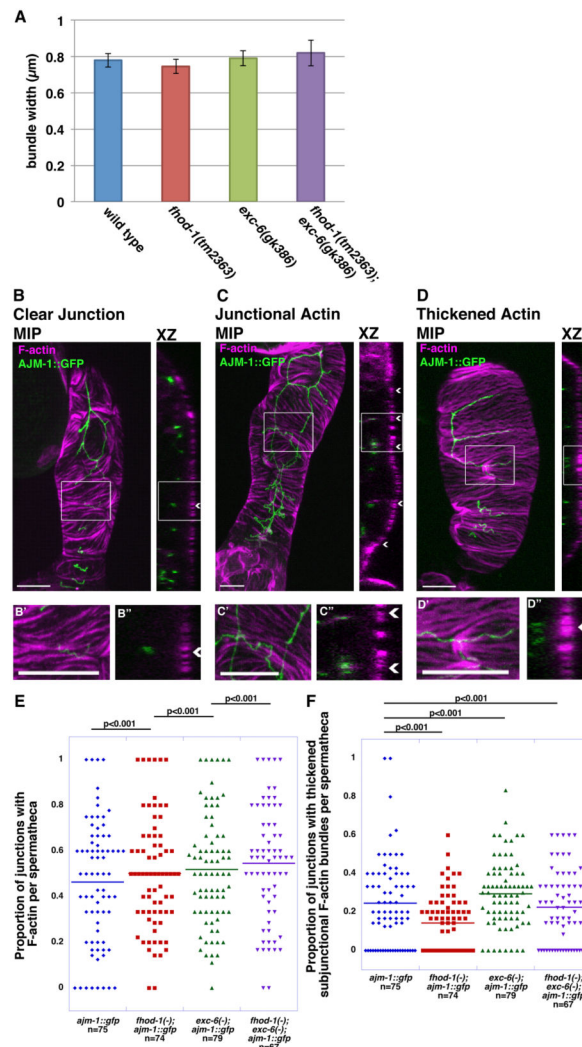 A
bundle width (µm)
1
0.8
0.6
0.4
0.2
0
wild type
fhod-1(tm2363)
exc-6(gk386)
fhod-1(tm2363);
exc-6(gk386)
B
Clear Junction
MIP
XZ
F-actin
AJM-1::GFP
B'
B''
C
Junctional Actin
MIP
XZ
F-actin
AJM-1::GFP
C'
C''
D
Thickened Actin
MIP
XZ
F-actin
AJM-1::GFP
D'
D''
E
p<0.001
p<0.001
p<0.001
Proportion of junctions with
F-actin per spermatheca
1
0.8
0.6
0.4
0.2
0
ajm-1::gfp
n=75
fhod-1(-);
ajm-1::gfp
n=74
exc-6(-);
ajm-1::gfp
n=79
fhod-1(-);
exc-6(-);
ajm-1::gfp
n=67
F
p<0.001
p<0.001
p<0.001
Proportion of junctions with thickened
subjunctional F-actin bundles per spermatheca
1
0.8
0.6
0.4
0.2
0
ajm-1::gfp
n=75
fhod-1(-);
ajm-1::gfp
n=74
exc-6(-);
ajm-1::gfp
n=79
fhod-1(-);
exc-6(-);
ajm-1::gfp
n=67